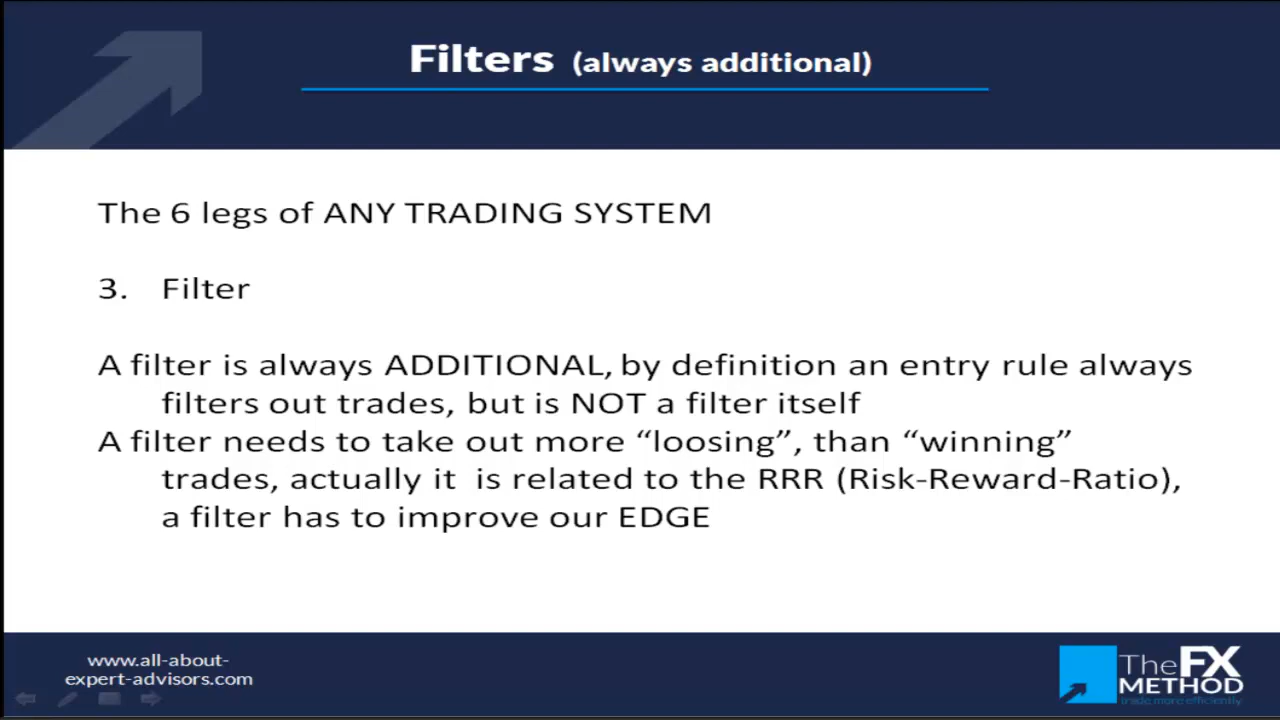 Filters (always additional)
The 6 legs of ANY TRADING SYSTEM
3. Filter
A filter is always ADDITIONAL, by definition an entry rule always
filters out trades, but is NOT a filter itself
A filter needs to take out more “loosing”, than “winning”
trades, actually it is related to the RRR (Risk-Reward-Ratio),
a filter has to improve our EDGE
www.all-about-
expert-advisors.com
The FX
METHOD
trade more efficiently